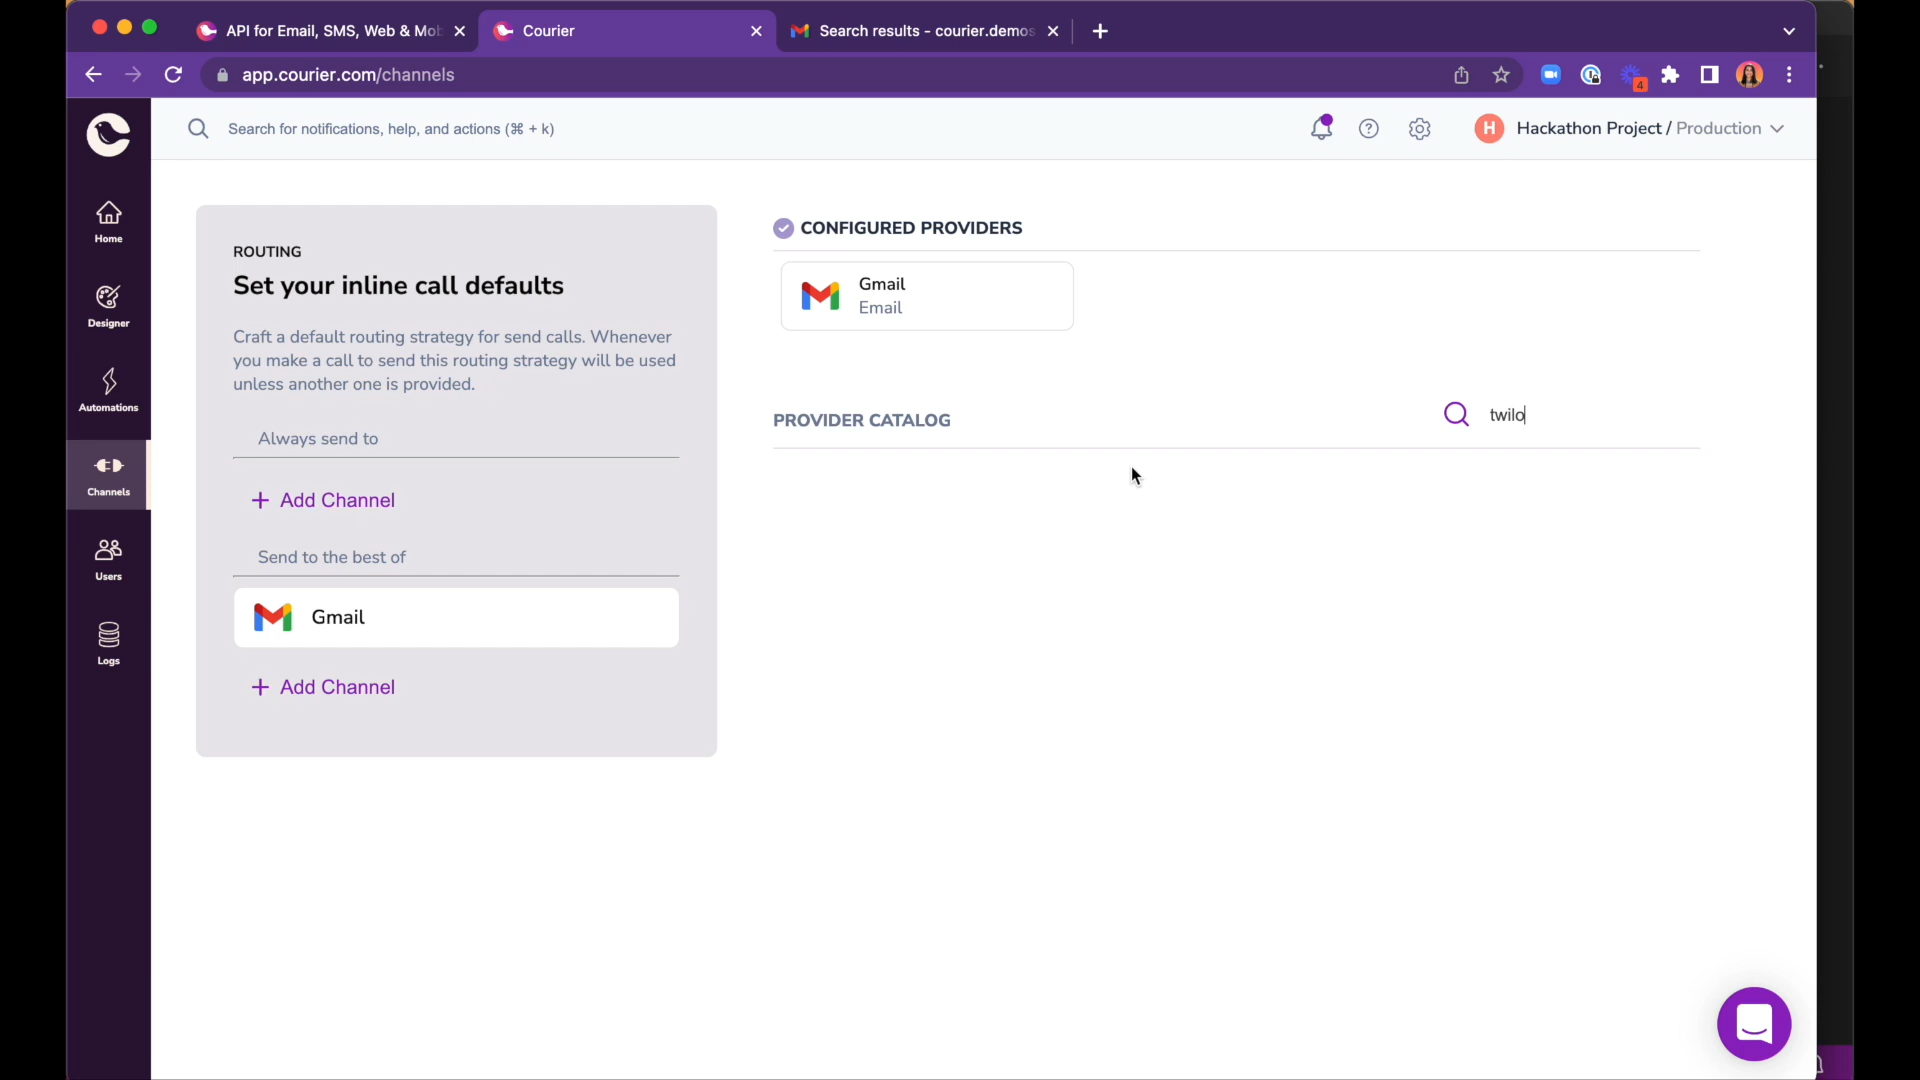 API for Email, SMS, Web & Mob
Courier
Search results - courier.demos
app.courier.com/channels
4
Search for notifications, help, and actions (⌘ + k)
H
Hackathon Project / Production
Home
Designer
Automations
Channels
Users
Logs
ROUTING
Set your inline call defaults
Craft a default routing strategy for send calls. Whenever
you make a call to send this routing strategy will be used
unless another one is provided.
Always send to
+ Add Channel
Send to the best of
Gmail
+ Add Channel
CONFIGURED PROVIDERS
Gmail
Email
PROVIDER CATALOG
twilo